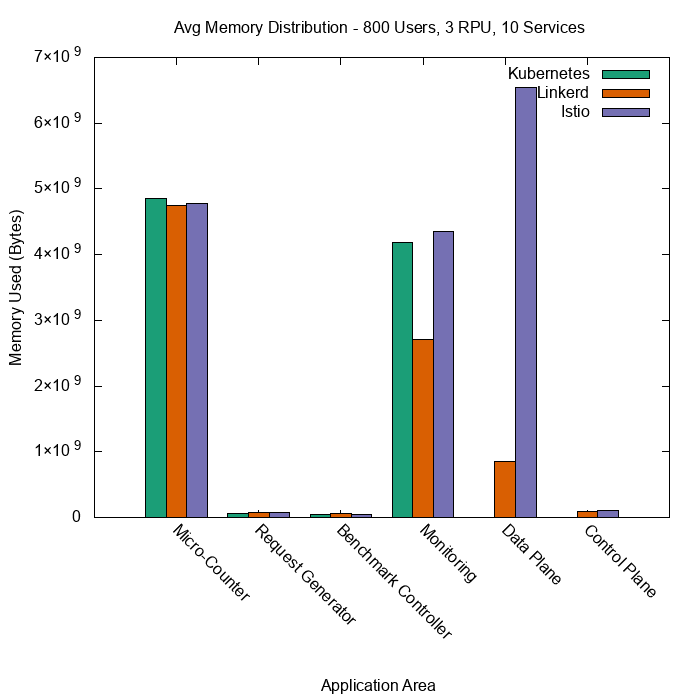 Avg Memory Distribution - 800 Users, 3 RPU, 10 Services
Kubernetes
Linkerd
Istio
Memory Used (Bytes)
7×10⁹
6×10⁹
5×10⁹
4×10⁹
3×10⁹
2×10⁹
1×10⁹
0
Micro-Counter
Request Generator
Benchmark Controller
Monitoring
Data Plane
Control Plane
Application Area